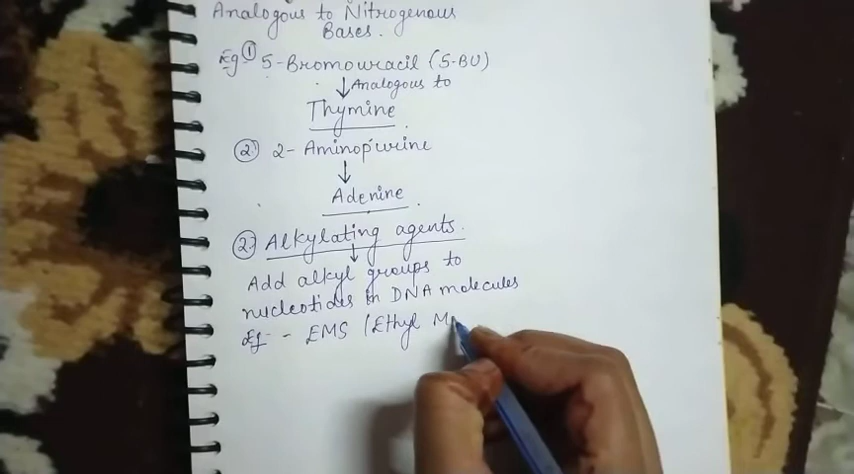 Analogous to Nitrogenous
Bases.
Eg ① 5-Bromouracil (5-BU)
↓ Analogous to
Thymine
② 2-Aminopurine
↓
Adenine
② Alkylating agents.
↓
Add alkyl groups to
nucleotides in DNA molecules
Eg - EMS (Ethyl M